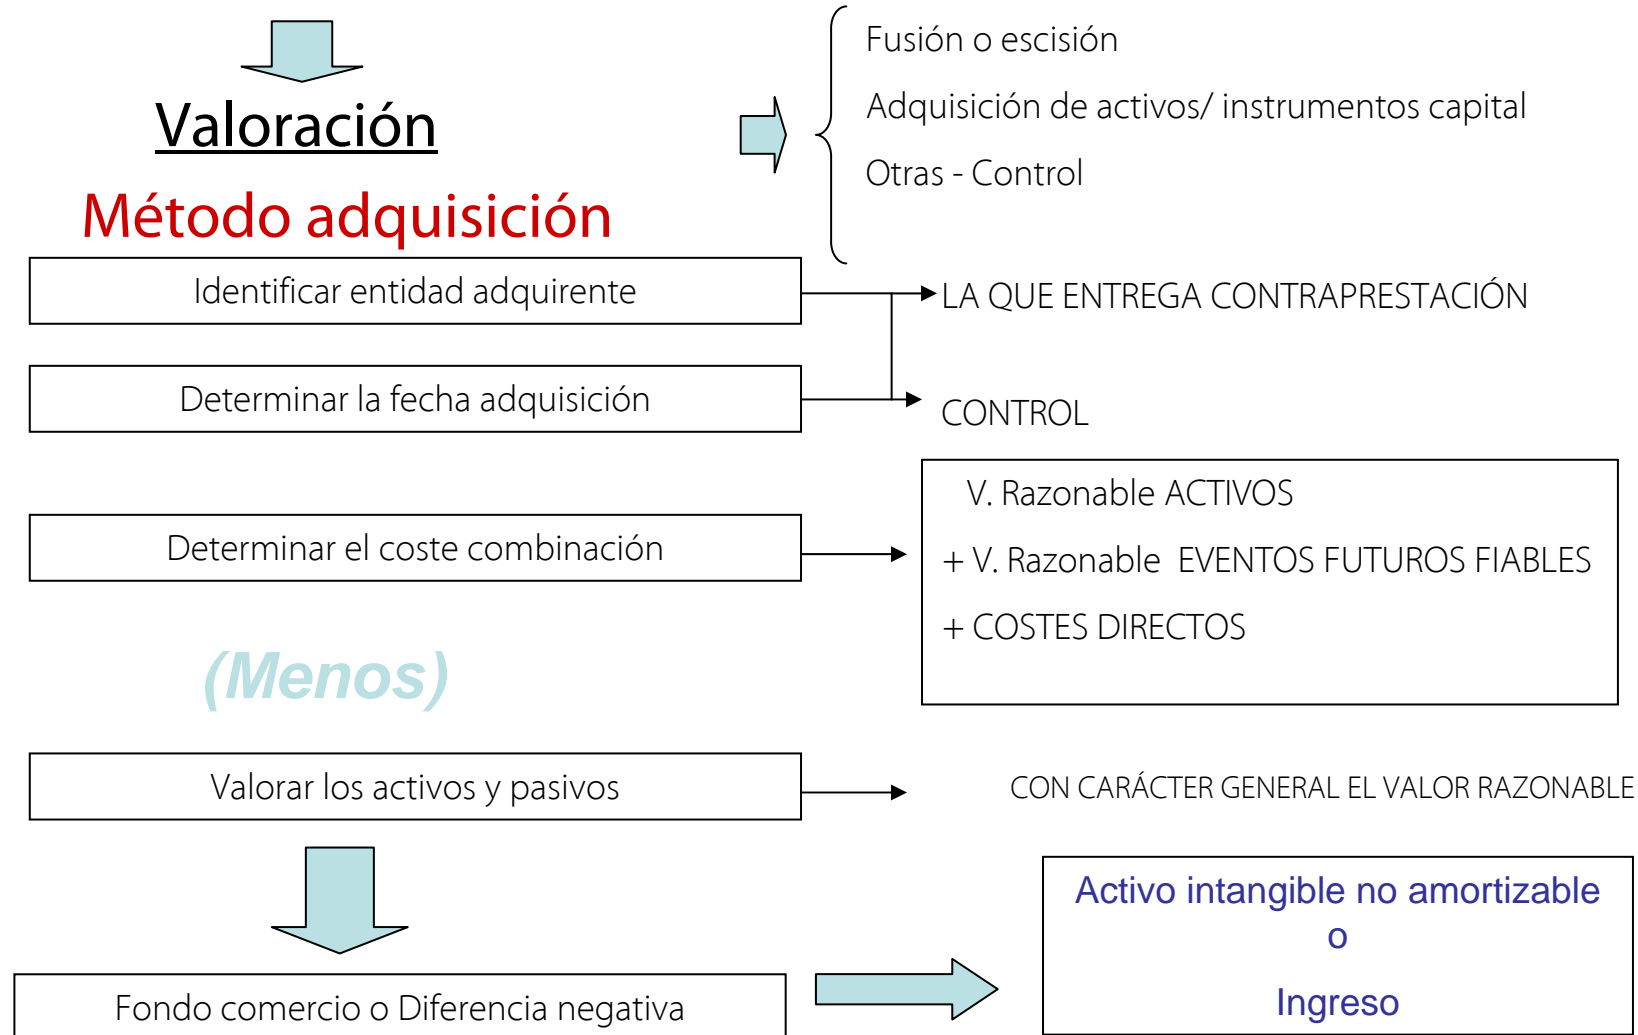 Valoración
Método adquisición
Fusión o escisión
Adquisición de activos/ instrumentos capital
Otras - Control
Identificar entidad adquirente
LA QUE ENTREGA CONTRAPRESTACIÓN
Determinar la fecha adquisición
CONTROL
Determinar el coste combinación
V. Razonable ACTIVOS
+ V. Razonable EVENTOS FUTUROS FIABLES
+ COSTES DIRECTOS
(Menos)
Valorar los activos y pasivos
CON CARÁCTER GENERAL EL VALOR RAZONABLE
Fondo comercio o Diferencia negativa
Activo intangible no amortizable
o
Ingreso